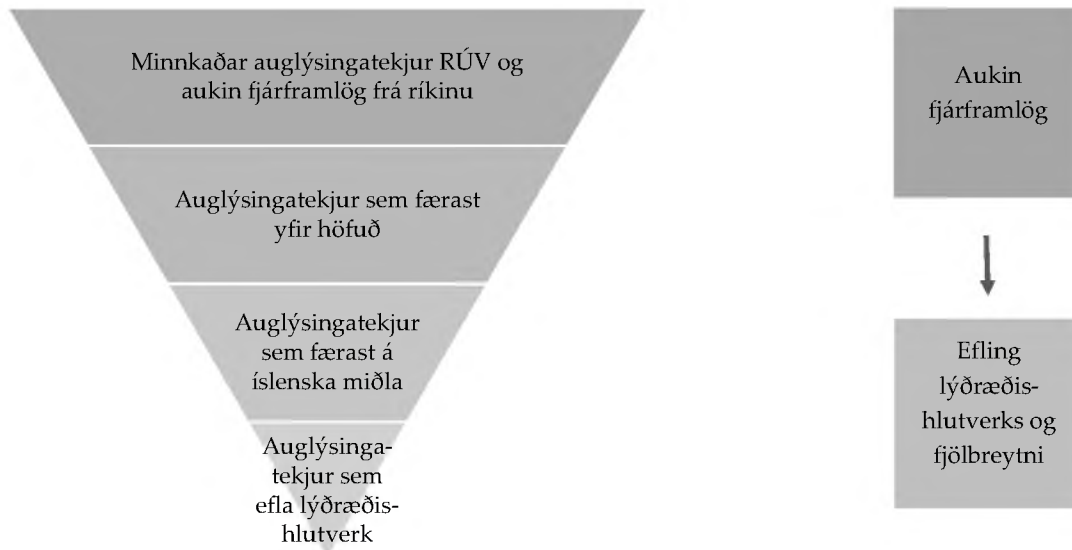 Minnkaðar auglýsingatekjur RÚV og
aukin fjárframlög frá ríkinu
Auglýsingatekjur sem færast
yfir höfuð
Auglýsingatekjur
sem færast á
íslenska miðla
Auglýsinga-
tekjur sem
efla lýðræðis-
hlutverk
Aukin
fjárframlög
Efling
lýðræðis-
hlutverks og
fjölbreytni